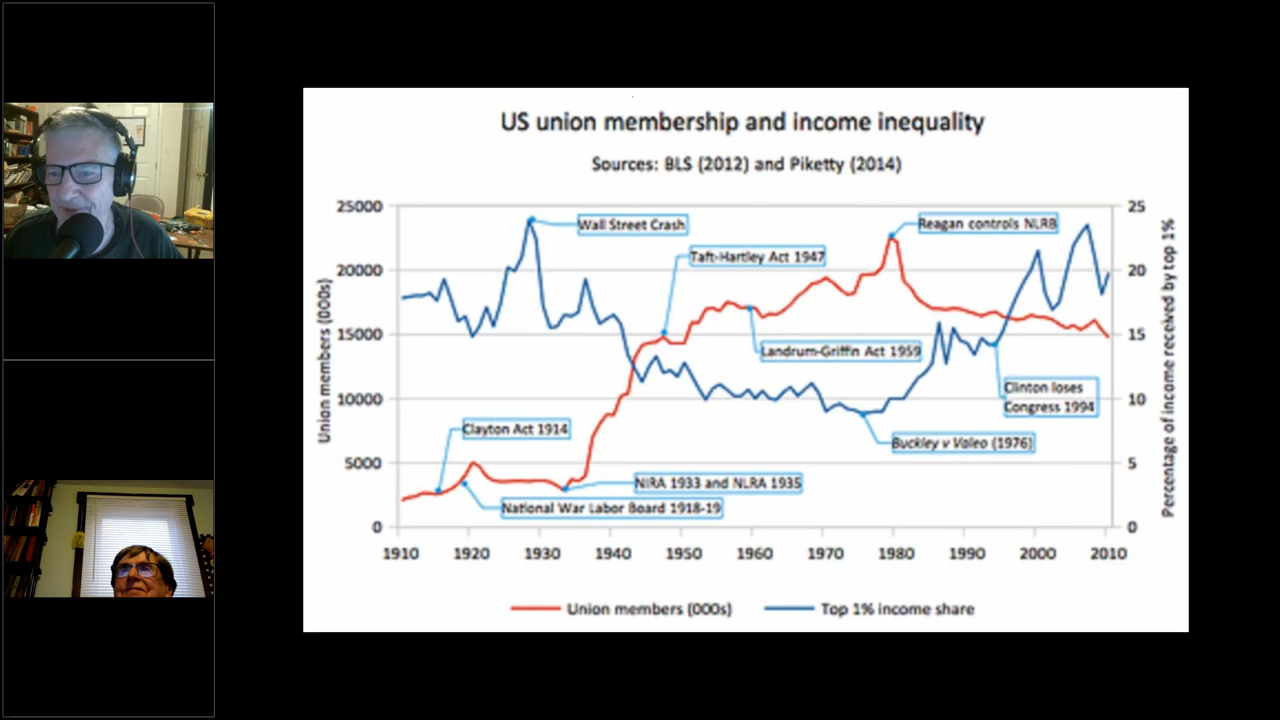 US union membership and income inequality
Sources: BLS (2012) and Piketty (2014)
25000
20000
15000
10000
5000
0
Union members (000s)
25
20
15
10
5
0
Percentage of income received by top 1%
Wall Street Crash
Reagan controls NLRB
Taft-Hartley Act 1947
Landrum-Griffin Act 1959
Clinton loses
Congress 1994
Clayton Act 1914
Buckley v Valeo (1976)
NIRA 1933 and NLRA 1935
National War Labor Board 1918-19
1910 1920 1930 1940 1950 1960 1970 1980 1990 2000 2010
Union members (000s) Top 1% income share